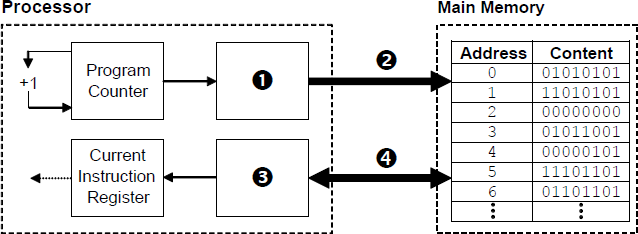 Processor
Main Memory
+1
Program
Counter
❶
❷
Current
Instruction
Register
❸
❹
Address Content
0 01010101
1 11010101
2 00000000
3 01011001
4 00000101
5 11101101
6 01101101
⋮ ⋮